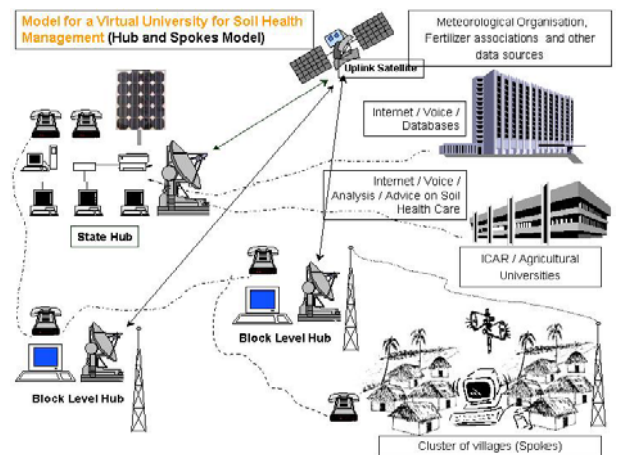 Model for a Virtual University for Soil Health
Management (Hub and Spokes Model)
Meteorological Organisation,
Fertilizer associations and other
data sources
Uplink Satellite
Internet / Voice /
Databases
Internet / Voice /
Analysis / Advice on Soil
Health Care
State Hub
ICAR / Agricultural
Universities
Block Level Hub
Block Level Hub
Cluster of villages (Spokes)